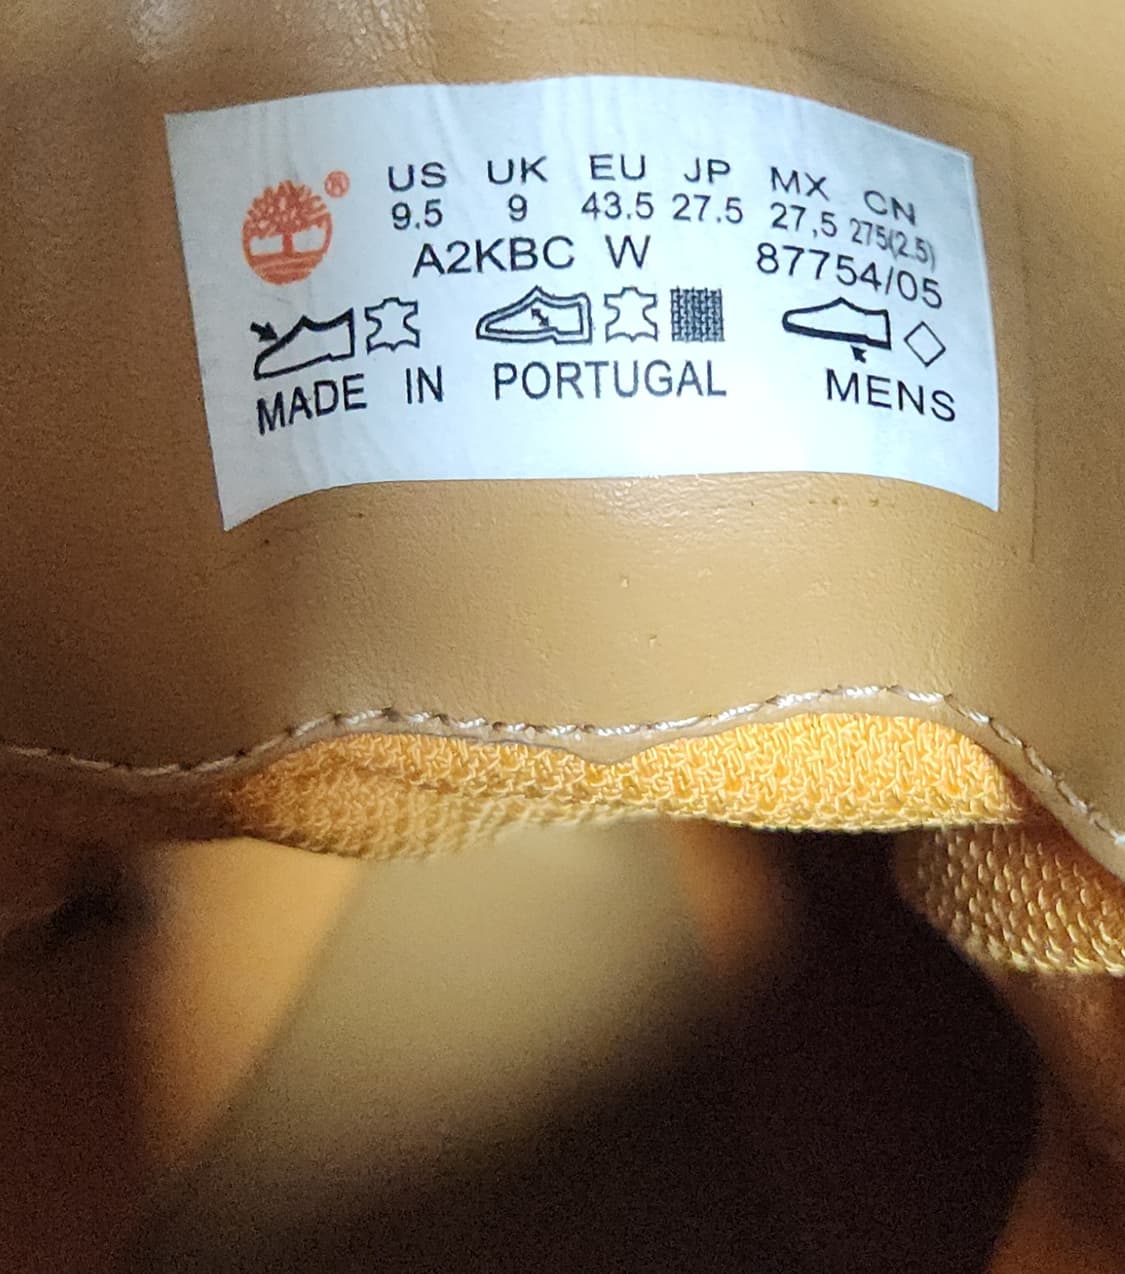 ®
US UK EU JP MX CN
9.5 9 43.5 27.5 27,5 275(2.5)
A2KBC W 87754/05
MADE IN PORTUGAL MENS